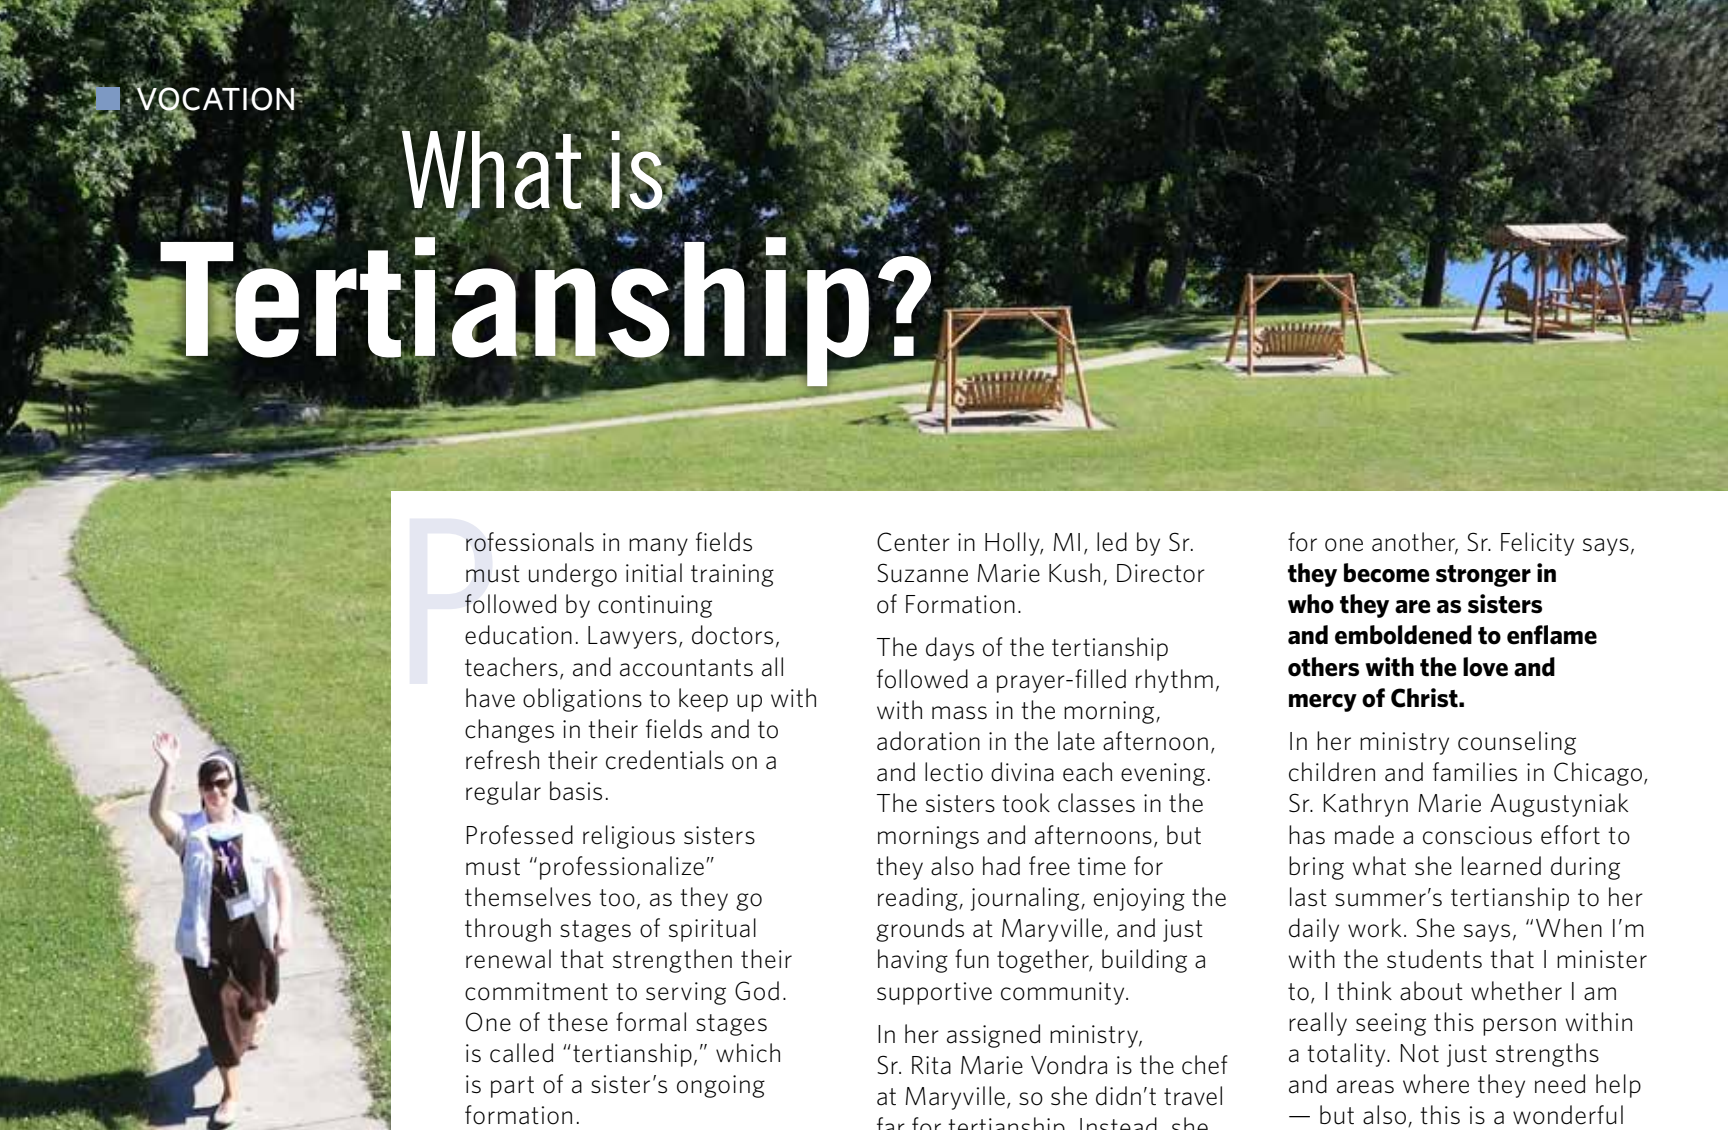 VOCATION
What is
Tertianship?
Professionals in many fields
must undergo initial training
followed by continuing
education. Lawyers, doctors,
teachers, and accountants all
have obligations to keep up with
changes in their fields and to
refresh their credentials on a
regular basis.
Professed religious sisters
must “professionalize”
themselves too, as they go
through stages of spiritual
renewal that strengthen their
commitment to serving God.
One of these formal stages
is called “tertianship,” which
is part of a sister’s ongoing
formation.
Center in Holly, MI, led by Sr.
Suzanne Marie Kush, Director
of Formation.
The days of the tertianship
followed a prayer-filled rhythm,
with mass in the morning,
adoration in the late afternoon,
and lectio divina each evening.
The sisters took classes in the
mornings and afternoons, but
they also had free time for
reading, journaling, enjoying the
grounds at Maryville, and just
having fun together, building a
supportive community.
In her assigned ministry,
Sr. Rita Marie Vondra is the chef
at Maryville, so she didn’t travel
far for tertianship. Instead, she
for one another, Sr. Felicity says,
they become stronger in
who they are as sisters
and emboldened to enflame
others with the love and
mercy of Christ.
In her ministry counseling
children and families in Chicago,
Sr. Kathryn Marie Augustyniak
has made a conscious effort to
bring what she learned during
last summer’s tertianship to her
daily work. She says, “When I’m
with the students that I minister
to, I think about whether I am
really seeing this person within
a totality. Not just strengths
and areas where they need help
— but also, this is a wonderful